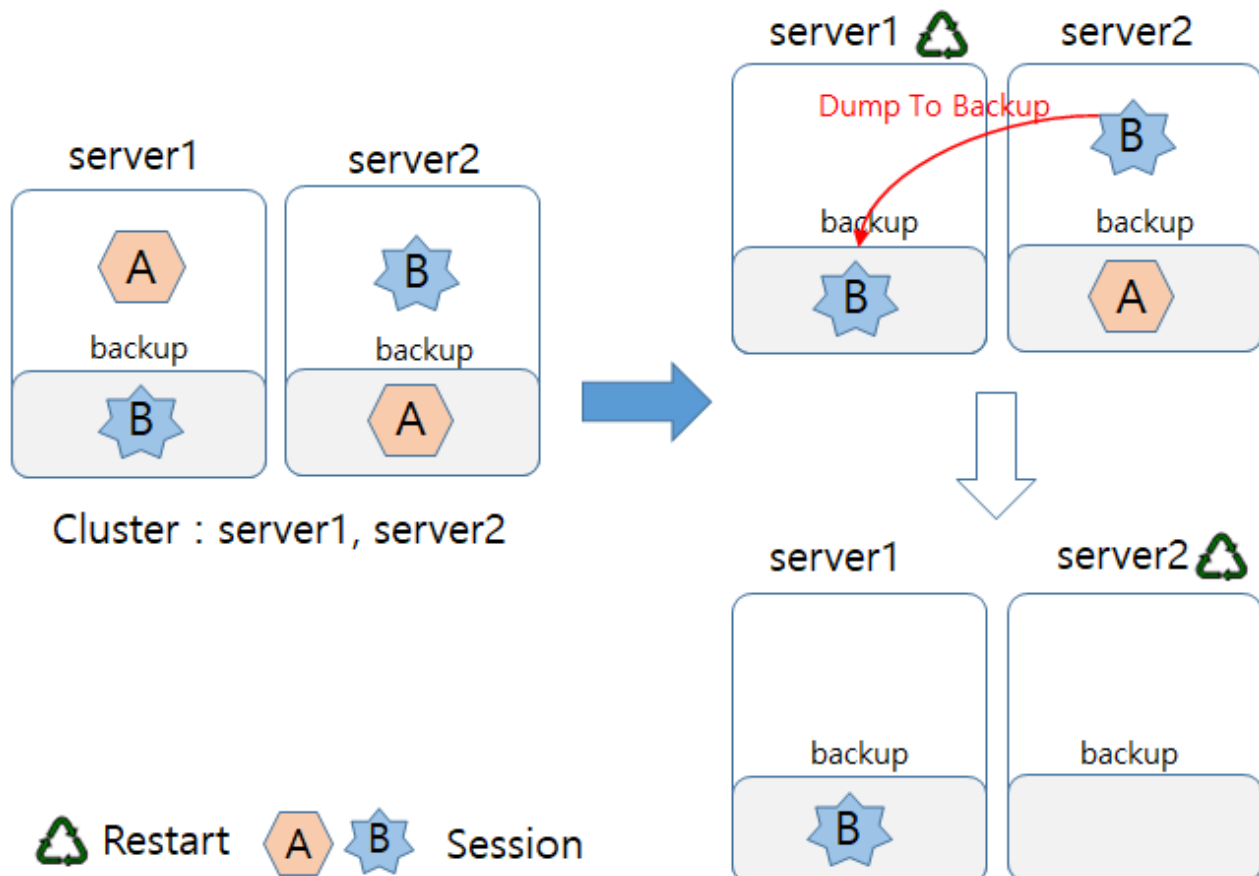 server1
server2
A
B
backup
backup
B
A
Cluster : server1, server2
server1
server2
Dump To Backup
B
backup
backup
B
A
server1
server2
backup
backup
B
Restart
A
B
Session